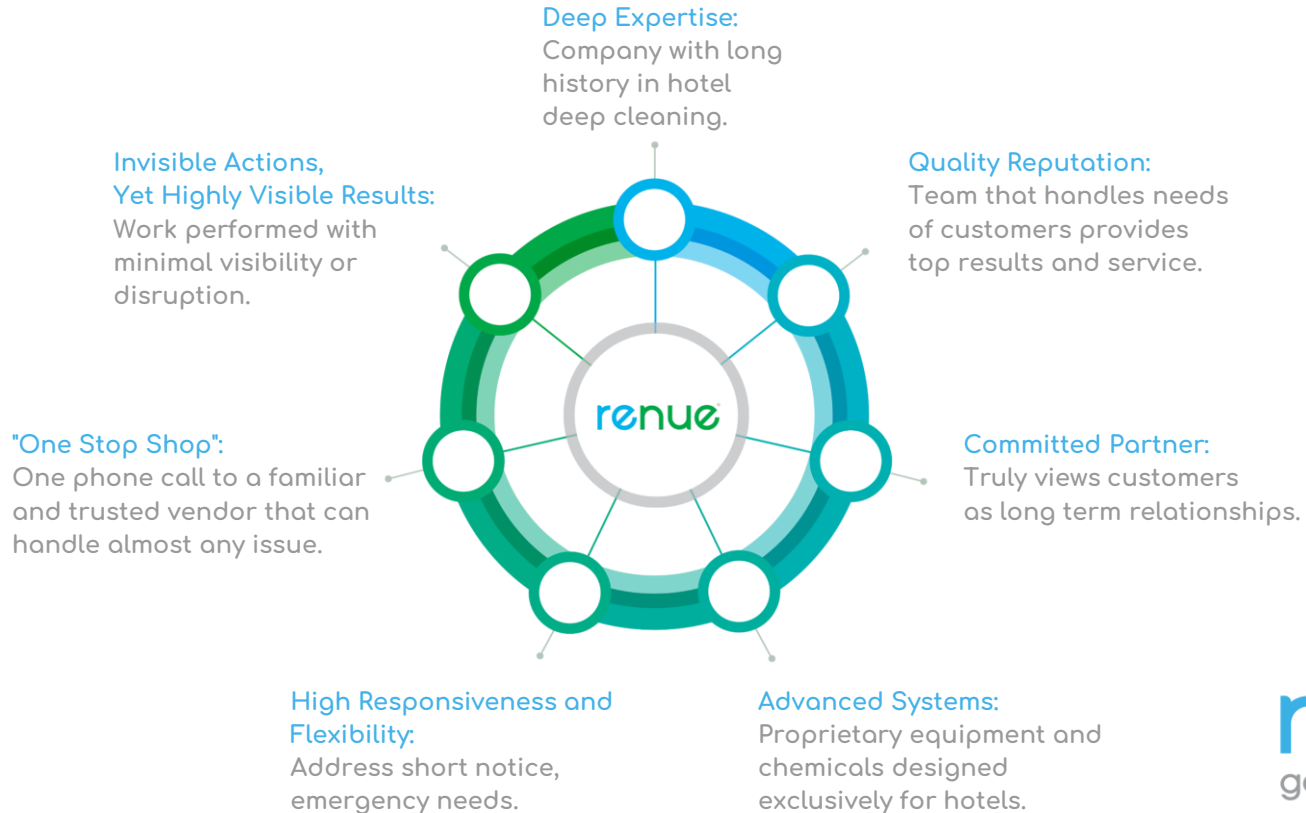 Deep Expertise:
Company with long
history in hotel
deep cleaning.
Invisible Actions,
Yet Highly Visible Results:
Work performed with
minimal visibility or
disruption.
Quality Reputation:
Team that handles needs
of customers provides
top results and service.
renue
"One Stop Shop":
One phone call to a familiar
and trusted vendor that can
handle almost any issue.
Committed Partner:
Truly views customers
as long term relationships.
High Responsiveness and
Flexibility:
Address short notice,
emergency needs.
Advanced Systems:
Proprietary equipment and
chemicals designed
exclusively for hotels.